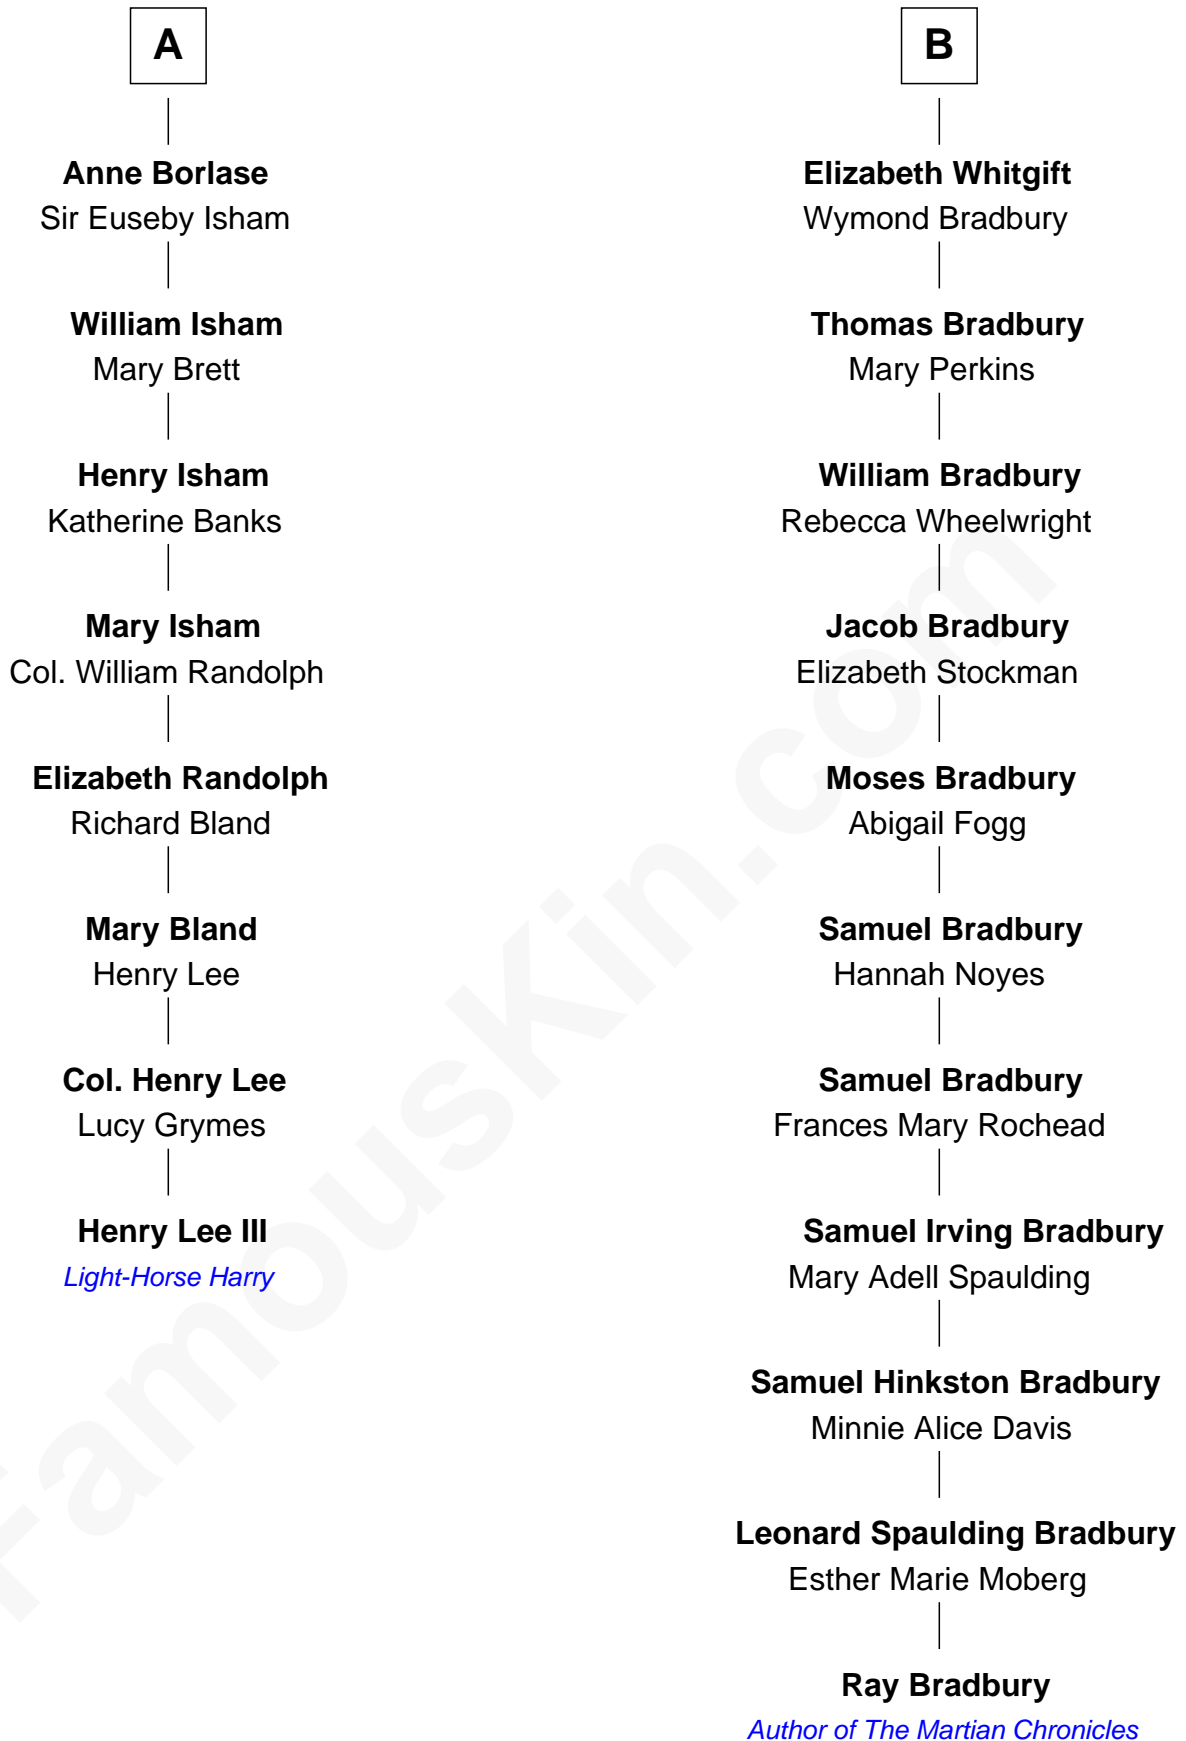 A
Anne Borlase
Sir Euseby Isham
William Isham
Mary Brett
Henry Isham
Katherine Banks
Mary Isham
Col. William Randolph
Elizabeth Randolph
Richard Bland
Mary Bland
Henry Lee
Col. Henry Lee
Lucy Grymes
Henry Lee III
Light-Horse Harry
B
Elizabeth Whitgift
Wymond Bradbury
Thomas Bradbury
Mary Perkins
William Bradbury
Rebecca Wheelwright
Jacob Bradbury
Elizabeth Stockman
Moses Bradbury
Abigail Fogg
Samuel Bradbury
Hannah Noyes
Samuel Bradbury
Frances Mary Rochead
Samuel Irving Bradbury
Mary Adell Spaulding
Samuel Hinkston Bradbury
Minnie Alice Davis
Leonard Spaulding Bradbury
Esther Marie Moberg
Ray Bradbury
Author of The Martian Chronicles
FamousKin.com